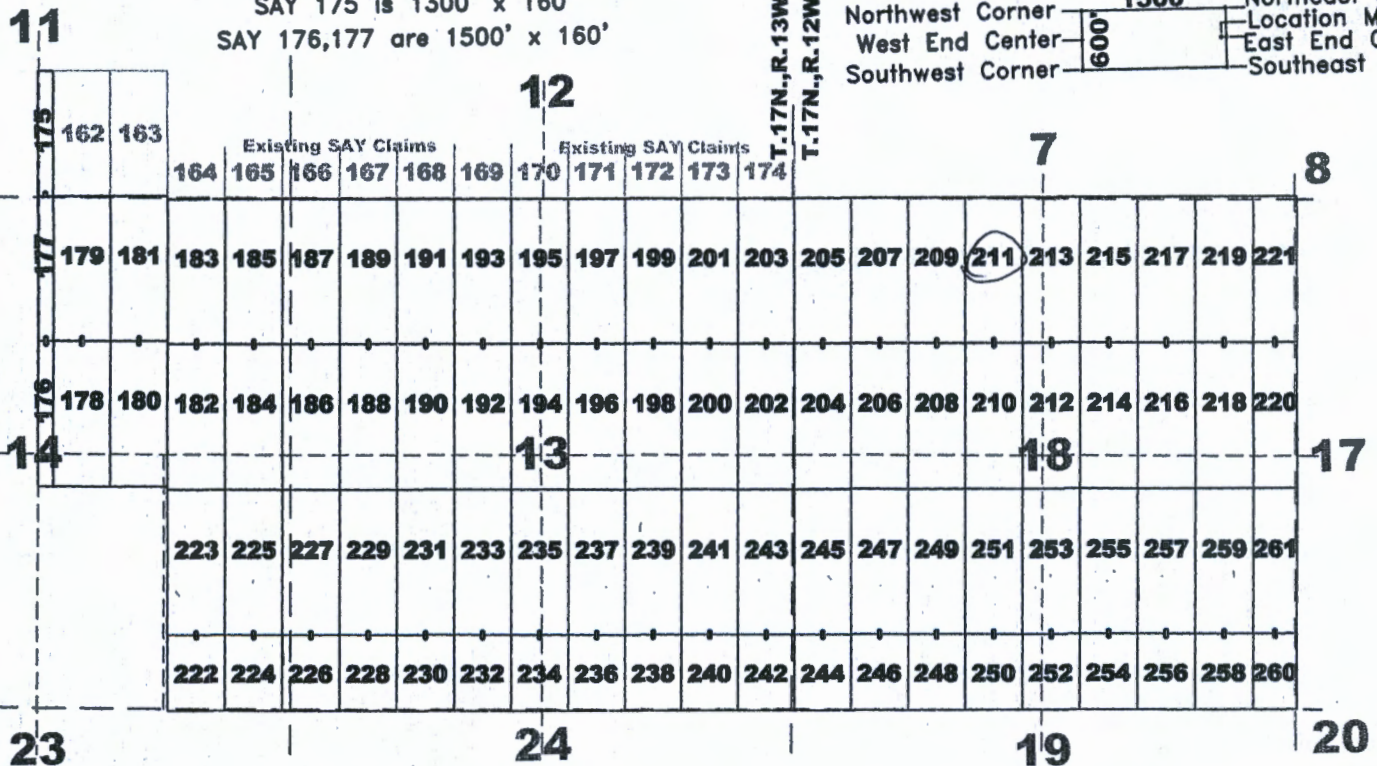 SAY 175 is 1300' x 160'
SAY 176,177 are 1500' x 160'
11
12
7
8
T.17N.,R.13W
T.17N.,R.12W
Northwest Corner
West End Center
Southwest Corner
1500'
600'
Location
East End
Southeast
Existing SAY Claims
Existing SAY Claims
175 162 163
164 165 166 167 168 169 170 171 172 173 174
177 179 181 183 185 187 189 191 193 195 197 199 201 203 205 207 209 211 213 215 217 219 221
176 178 180 182 184 186 188 190 192 194 196 198 200 202 204 206 208 210 212 214 216 218 220
14 13 18 17
223 225 227 229 231 233 235 237 239 241 243 245 247 249 251 253 255 257 259 261
222 224 226 228 230 232 234 236 238 240 242 244 246 248 250 252 254 256 258 260
23 24 19 20